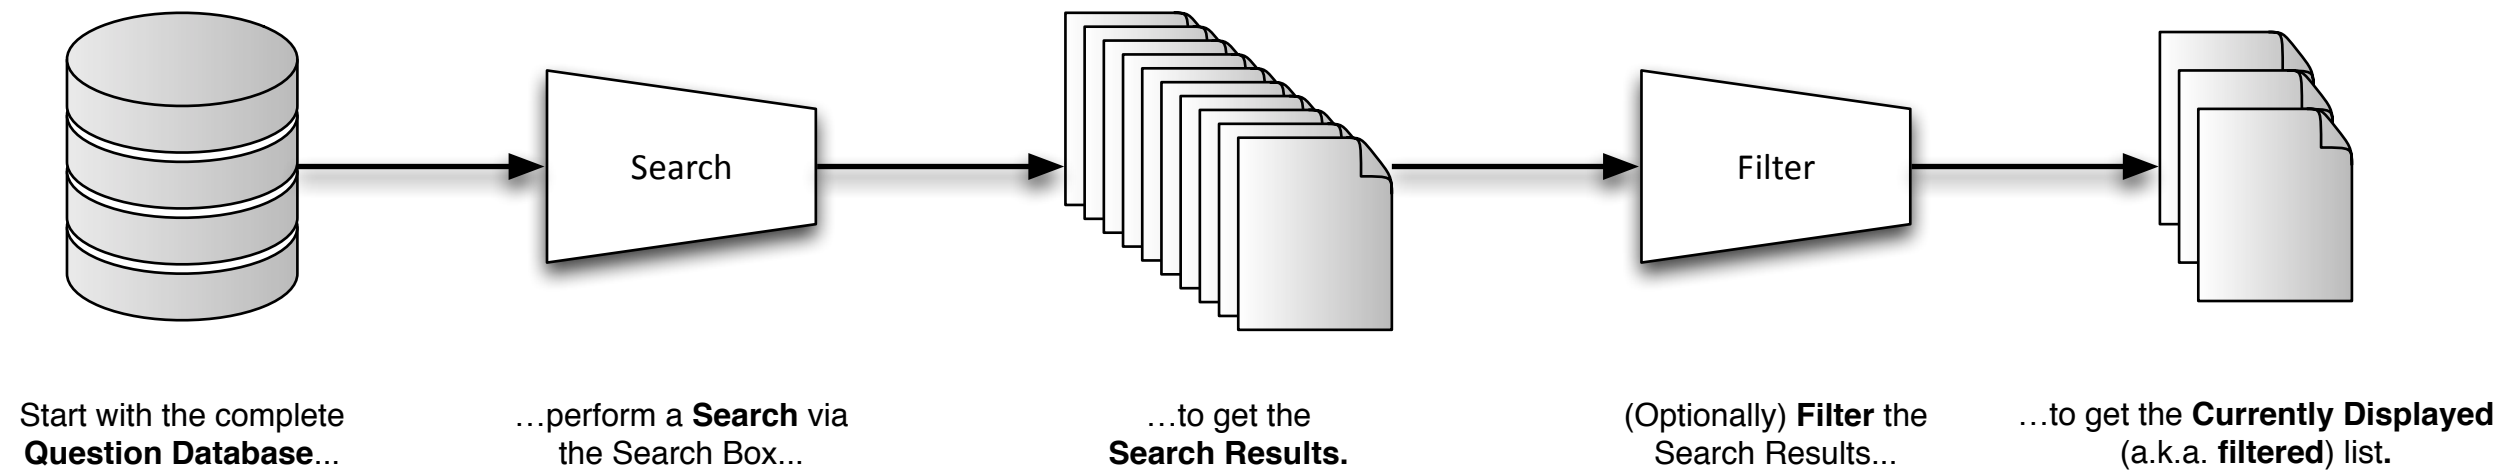 Search
Filter
Start with the complete
Question Database...
…perform a Search via
the Search Box...
…to get the
Search Results.
(Optionally) Filter the
Search Results...
…to get the Currently Displayed
(a.k.a. filtered) list.